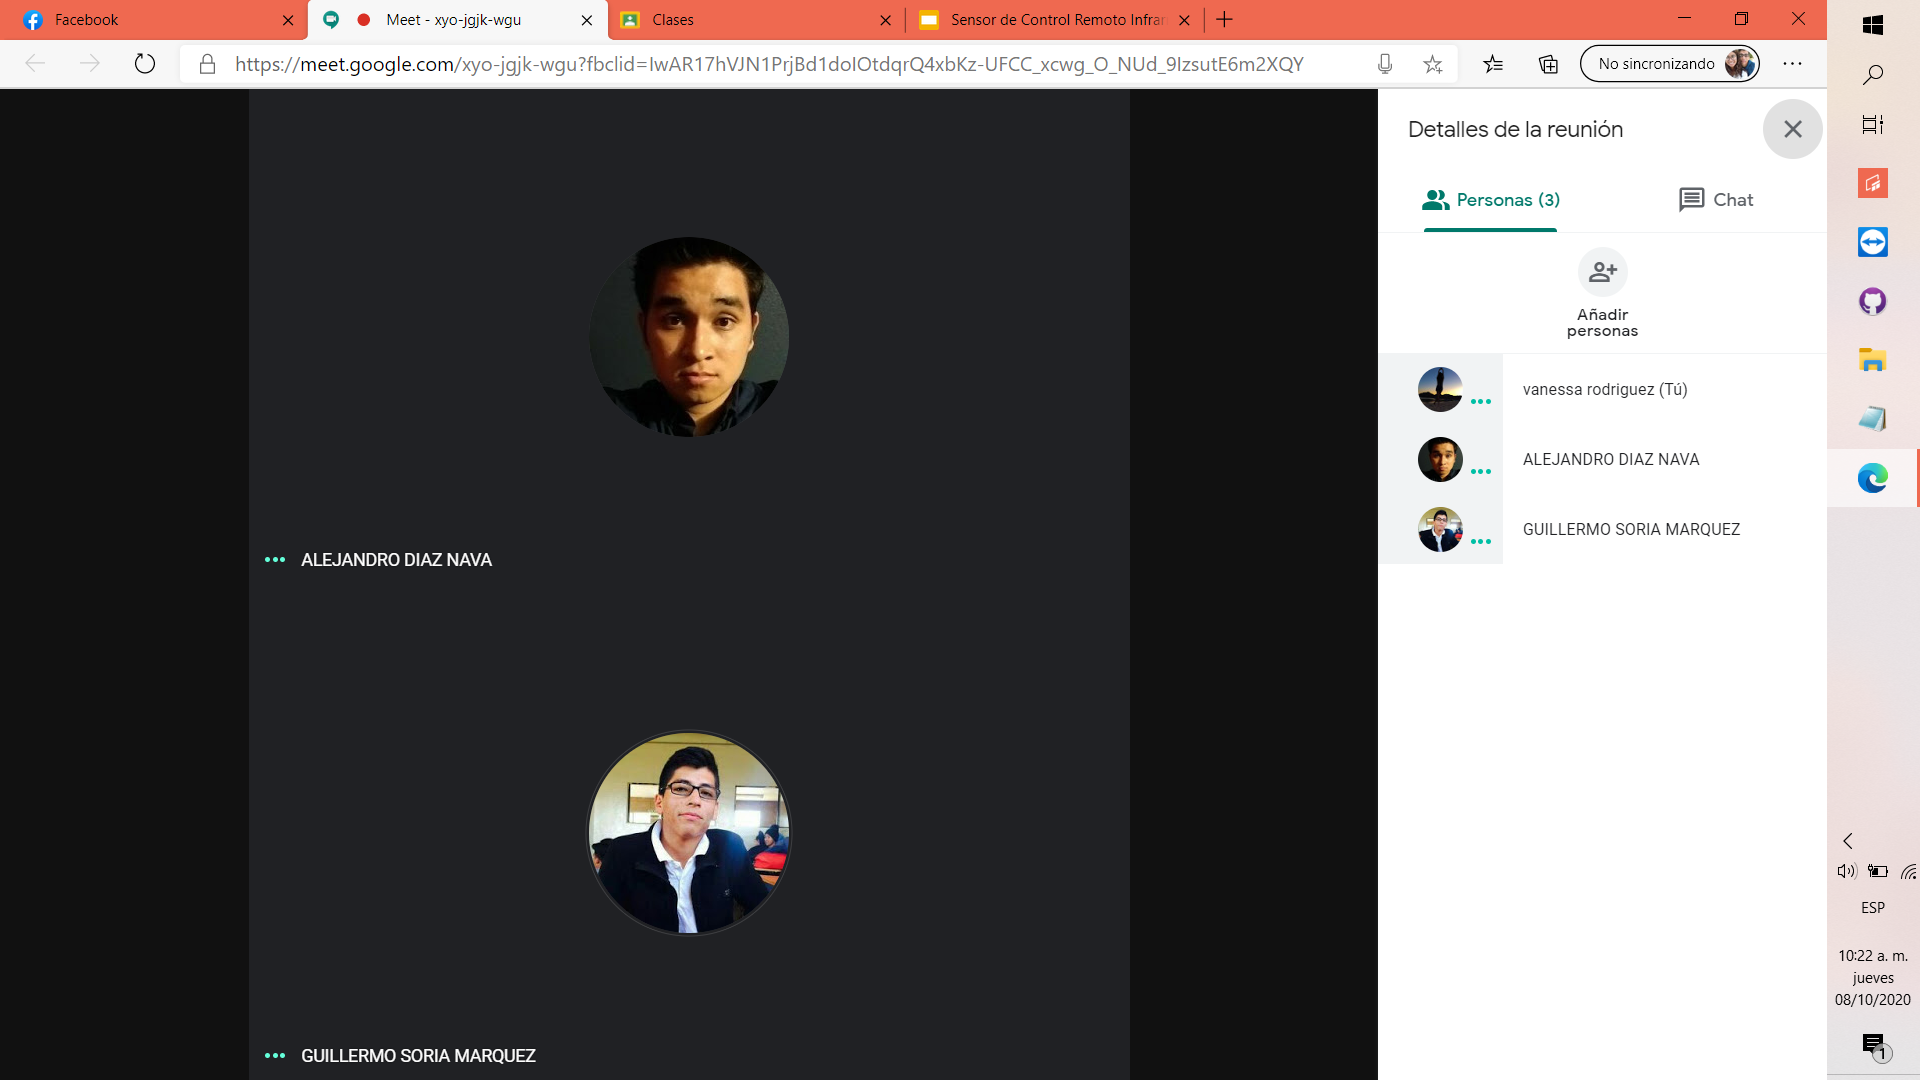 Facebook
Meet - xyo-jgjk-wgu
Clases
Sensor de Control Remoto Infrar
https://meet.google.com/xyo-jgjk-wgu?fbclid=IwAR17hVJN1PrjBd1doIOtdqrQ4xbKz-UFCC_xcwg_O_NUd_9IzsutE6m2XQY
No sincronizando
Detalles de la reunión
Personas (3)
Chat
Añadir
personas
vanessa rodriguez (Tú)
ALEJANDRO DIAZ NAVA
GUILLERMO SORIA MARQUEZ
ALEJANDRO DIAZ NAVA
GUILLERMO SORIA MARQUEZ
ESP
10:22 a. m.
jueves
08/10/2020
1